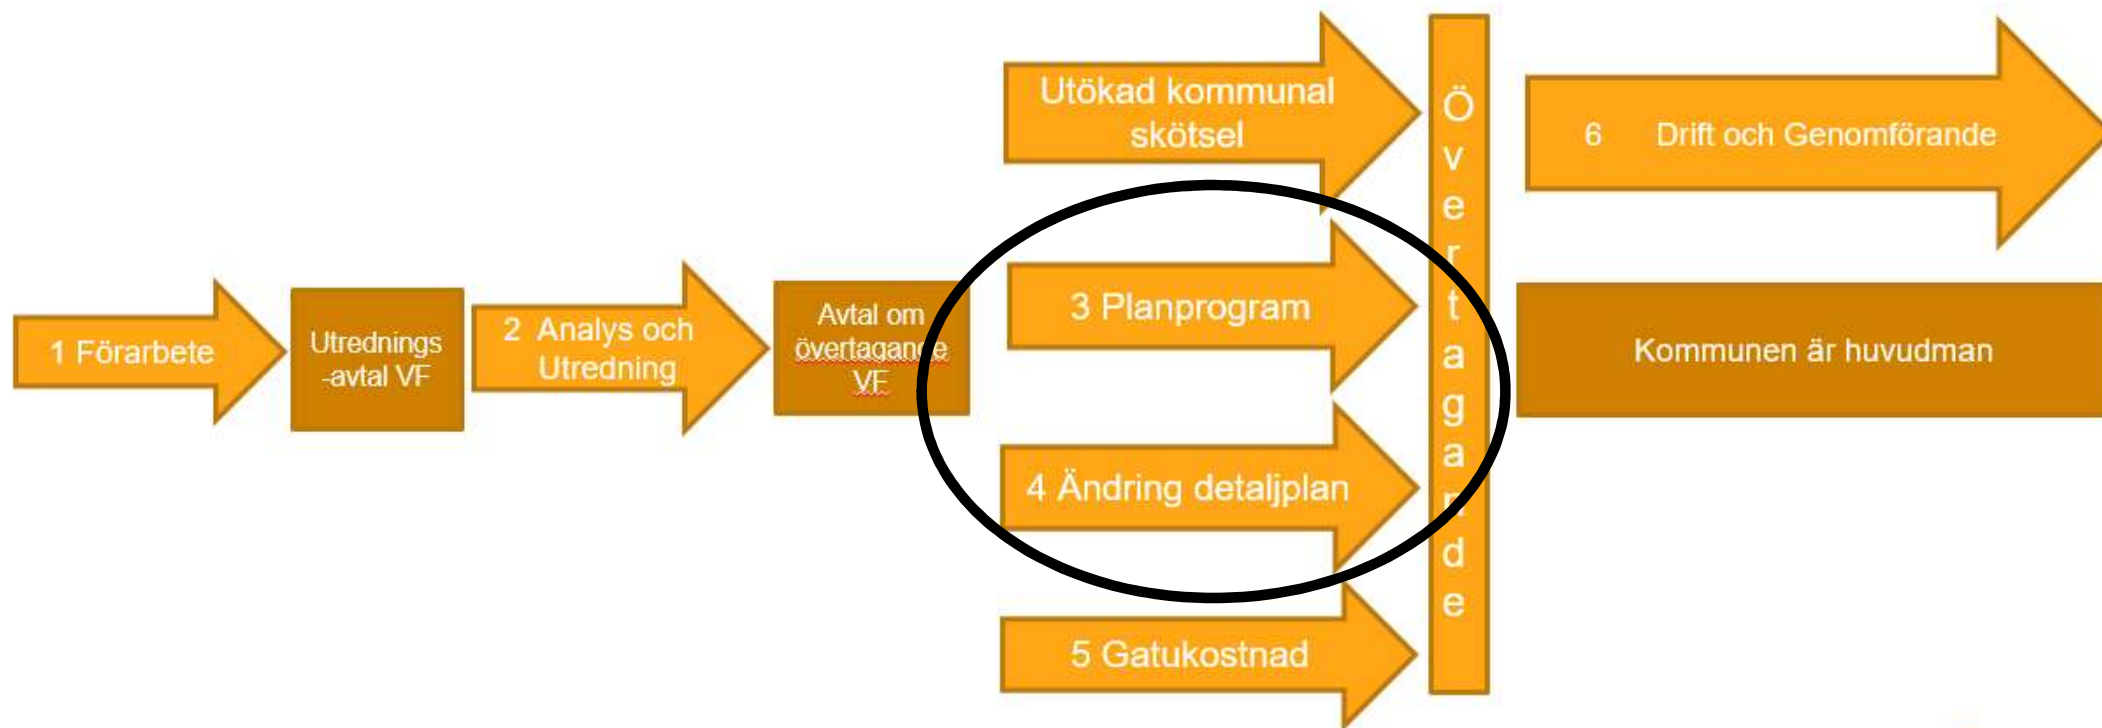 1 Förarbete
Utrednings
-avtal VF
2 Analys och
Utredning
Avtal om
övertagande
VF
Utökad kommunal
skötsel
3 Planprogram
4 Ändring detaljplan
5 Gatukostnad
Övertagande
6 Drift och Genomförande
Kommunen är huvudman